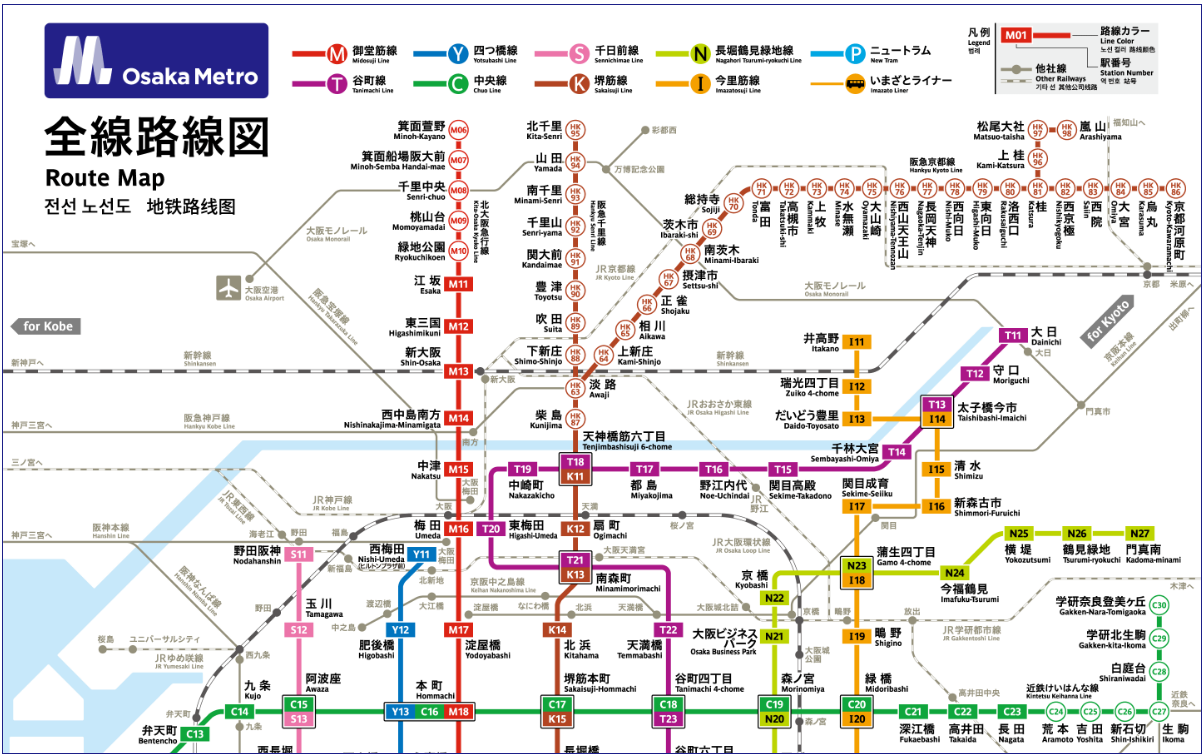 Osaka Metro
全線路線図
Route Map
전선 노선도 地铁路线图
M 御堂筋線
Midosuji Line
Y 四つ橋線
Yotsubashi Line
S 千日前線
Sennichimae Line
N 長堀鶴見緑地線
Nagahori Tsurumi-ryokuchi Line
P ニュートラム
New Tram
T 谷町線
Tanimachi Line
C 中央線
Chuo Line
K 堺筋線
Sakaisuji Line
I 今里筋線
Imazatosuji Line
いまざとライナー
Imazato Liner
凡例
Legend
범례
M01
路線カラー
Line Color
노선 컬러 路线颜色
駅番号
Station Number
역 번호 站号
他社線
Other Railways
기타 선 其他公司线路
箕面萱野
Minoh-Kayano
M06
箕面船場阪大前
Minoh-Semba Handai-mae
M07
千里中央
Senri-chuo
M08
桃山台
Momoyamadai
M09
緑地公園
Ryokuchikoen
M10
北大阪急行線
Kita-Osaka Kyuko Line
江坂
Esaka
M11
東三国
Higashimikuni
M12
新大阪
Shin-Osaka
M13
西中島南方
Nishinakajima-Minamigata
M14
中津
Nakatsu
M15
梅田
Umeda
M16
淀屋橋
Yodoyabashi
M17
本町
Hommachi
Y13 C16 M18
北千里
Kita-Senri
HK95
山田
Yamada
HK94
南千里
Minami-Senri
HK93
千里山
Senri-yama
HK92
関大前
Kandaimae
HK91
豊津
Toyotsu
HK90
吹田
Suita
HK89
下新庄
Shimo-Shinjo
HK88
阪急千里線
Hankyu Senri Line
淡路
Awaji
HK63
柴島
Kunijima
HK87
上新庄
Kami-Shinjo
HK64
相川
Aikawa
HK65
正雀
Shojaku
HK66
摂津市
Settsu-shi
HK67
南茨木
Minami-Ibaraki
HK68
茨木市
Ibaraki-shi
HK69
総持寺
Sojiji
HK70
HK71
富田
Tonda
HK72
高槻市
Takatsuki-shi
HK73
上牧
Kammaki
HK74
水無瀬
Minase
HK75
大山崎
Oyamazaki
HK76
西山天王山
Nishiyama-Tennozan
HK77
長岡天神
Nagaoka-Tenjin
HK78
西向日
Nishi-Muko
HK79
東向日
Higashi-Muko
HK80
洛西口
Rakusaiguchi
HK81
桂
Katsura
HK82
西京極
Nishikyogoku
HK83
西院
Saiin
HK84
大宮
Omiya
HK85
烏丸
Karasuma
HK86
京都河原町
Kyoto-Kawaramachi
阪急京都線
Hankyu Kyoto Line
松尾大社
Matsuo-taisha
HK97
HK98
嵐山
Arashiyama
上桂
Kami-Katsura
HK96
福知山へ
彩都西
万博記念公園
大阪モノレール
Osaka Monorail
大阪空港
Osaka Airport
宝塚へ
阪急宝塚線
Hankyu Takarazuka Line
JR京都線
JR Kyoto Line
大阪モノレール
Osaka Monorail
京都
米原へ
出町柳へ
京阪本線
Keihan Line
for Kobe
for Kyoto
新神戸へ
新幹線
Shinkansen
新幹線
Shinkansen
新大阪
阪急神戸線
Hankyu Kobe Line
神戸三宮へ
南方
JRおおさか東線
JR Osaka Higashi Line
三ノ宮へ
JR東西線
JR Tozai Line
JR神戸線
JR Kobe Line
大阪梅田
大阪
阪神本線
Hanshin Line
神戸三宮へ
海老江
野田
福島
新福島
大阪梅田
北新地
阪神なんば線
Hanshin Namba Line
天満
桜ノ宮
大阪天満宮
JR大阪環状線
JR Osaka Loop Line
京阪中之島線
Keihan Nakanoshima Line
渡辺橋
大江橋
中之島
淀屋橋
なにわ橋
北浜
天満橋
大阪城北詰
京橋
鴫野
放出
JR野江
関目
大阪城公園
JR学研都市線
JR Gakkentoshi Line
木津へ
大日
門真市
井高野
Itakano
I11
瑞光四丁目
Zuiko 4-chome
I12
だいどう豊里
Daido-Toyosato
I13
T11
大日
Dainichi
T12
守口
Moriguchi
T13
I14
太子橋今市
Taishibashi-Imaichi
千林大宮
Sembayashi-Omiya
T14
I15
清水
Shimizu
I16
新森古市
Shimmori-Furuichi
関目成育
Sekime-Seiiku
I17
天神橋筋六丁目
Tenjimbashisuji 6-chome
T18
K11
T19
中崎町
Nakazakicho
T17
都島
Miyakojima
T16
野江内代
Noe-Uchindai
T15
関目高殿
Sekime-Takadono
T20
東梅田
Higashi-Umeda
K12
扇町
Ogimachi
T21
K13
南森町
Minamimorimachi
西梅田
Nishi-Umeda
(ヒルトンプラザ前)
Y11
野田阪神
Nodahanshin
S11
玉川
Tamagawa
S12
阿波座
Awaza
C15
S13
肥後橋
Higobashi
Y12
K14
北浜
Kitahama
堺筋本町
Sakaisuji-Hommachi
C17
K15
天満橋
Temmabashi
T22
谷町四丁目
Tanimachi 4-chome
C18
T23
京橋
Kyobashi
N22
大阪ビジネス
パーク
Osaka Business Park
N21
森ノ宮
Morinomiya
C19
N20
蒲生四丁目
Gamo 4-chome
N23
I18
N24
今福鶴見
Imafuku-Tsurumi
N25
横堤
Yokozutsumi
N26
鶴見緑地
Tsurumi-ryokuchi
N27
門真南
Kadoma-minami
I19
鴫野
Shigino
緑橋
Midoribashi
C20
I20
C21
深江橋
Fukaebashi
C22
高井田
Takaida
高井田中央
C23
長田
Nagata
近鉄けいはんな線
Kintetsu Keihanna Line
C24
荒本
Aramoto
C25
吉田
Yoshita
C26
新石切
Shin-Ishikiri
C27
生駒
Ikoma
近鉄奈良へ
白庭台
Shiraniwadai
C28
学研北生駒
Gakken-kita-Ikoma
C29
学研奈良登美ヶ丘
Gakken-Nara-Tomigaoka
C30
桜島
ユニバーサルシティ
JRゆめ咲線
JR Yumesaki Line
野田
西九条
弁天町
九条
九条
Kujo
C14
弁天町
Bentencho
C13
森ノ宮
西長堀
長堀橋
谷町六丁目